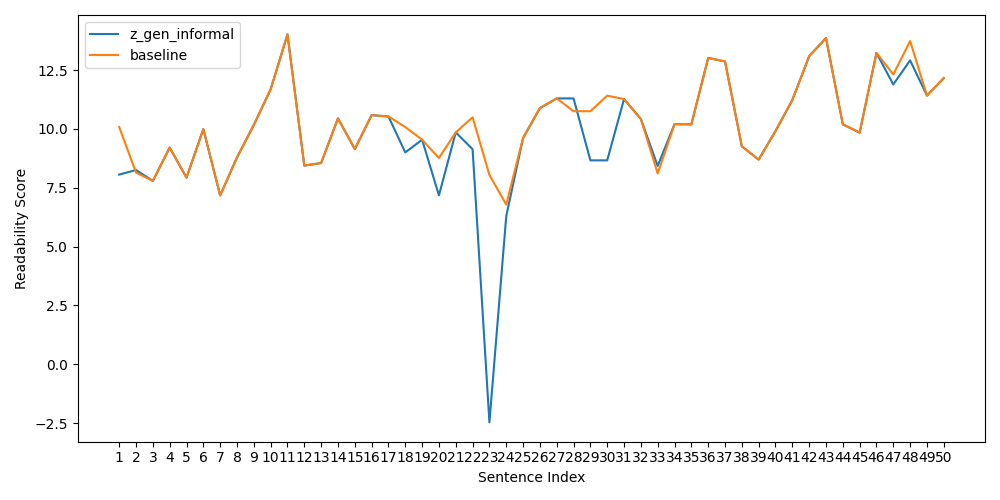 z_gen_informal
baseline
12.5
10.0
7.5
5.0
2.5
0.0
−2.5
Readability Score
1 2 3 4 5 6 7 8 9 10 11 12 13 14 15 16 17 18 19 20 21 22 23 24 25 26 27 28 29 30 31 32 33 34 35 36 37 38 39 40 41 42 43 44 45 46 47 48 49 50
Sentence Index